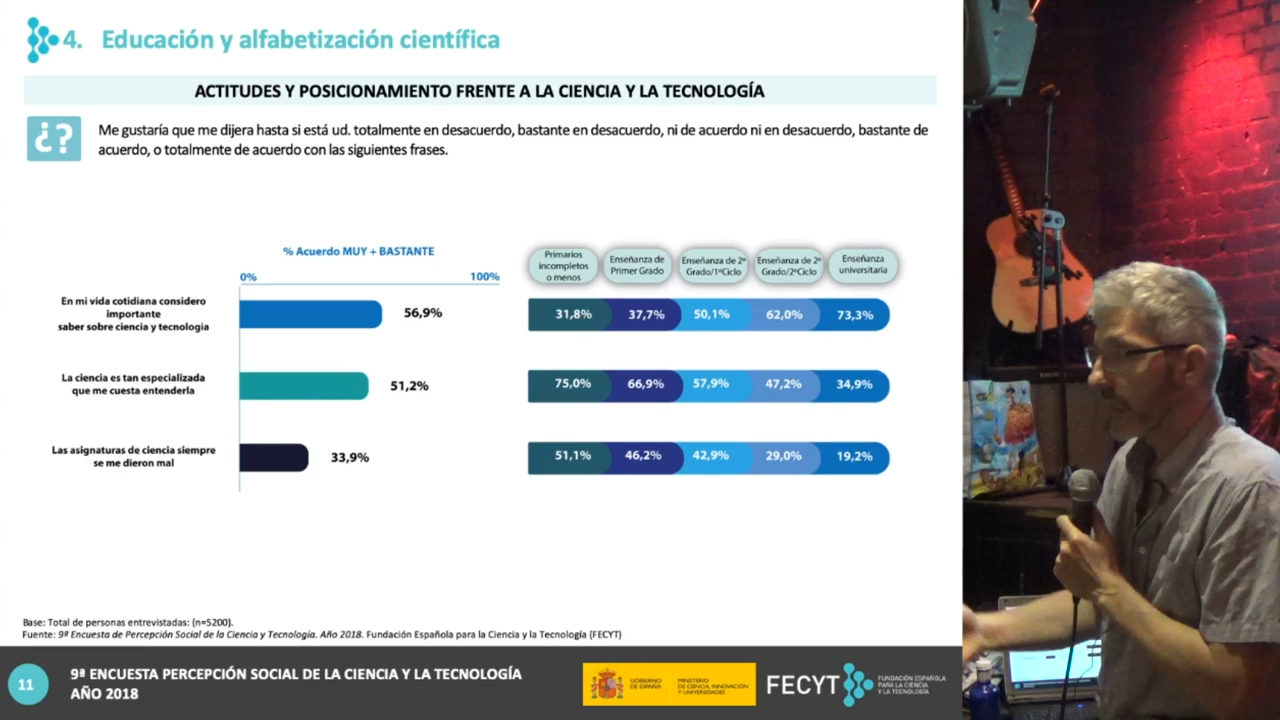 4. Educación y alfabetización científica
ACTITUDES Y POSICIONAMIENTO FRENTE A LA CIENCIA Y LA TECNOLOGÍA
¿?
Me gustaría que me dijera hasta si está ud. totalmente en desacuerdo, bastante en desacuerdo, ni de acuerdo ni en desacuerdo, bastante de
acuerdo, o totalmente de acuerdo con las siguientes frases.
% Acuerdo MUY + BASTANTE
0% 100%
Primarios
incompletos
o menos
Enseñanza de
Primer Grado
Enseñanza de 2º
Grado/1ºCiclo
Enseñanza de 2º
Grado/2ºCiclo
Enseñanza
universitaria
En mi vida cotidiana considero
importante
saber sobre ciencia y tecnologia
56,9%
31,8% 37,7% 50,1% 62,0% 73,3%
La ciencia es tan especializada
que me cuesta entenderla
51,2%
75,0% 66,9% 57,9% 47,2% 34,9%
Las asignaturas de ciencia siempre
se me dieron mal
33,9%
51,1% 46,2% 42,9% 29,0% 19,2%
Base: Total de personas entrevistadas: (n=5200).
Fuente: 9ª Encuesta de Percepción Social de la Ciencia y Tecnología. Año 2018. Fundación Española para la Ciencia y la Tecnología (FECYT)
11
9ª ENCUESTA PERCEPCIÓN SOCIAL DE LA CIENCIA Y LA TECNOLOGÍA
AÑO 2018
GOBIERNO
DE ESPAÑA
MINISTERIO
DE CIENCIA, INNOVACIÓN
Y UNIVERSIDADES
FECYT
FUNDACIÓN ESPAÑOLA
PARA LA CIENCIA
Y LA TECNOLOGÍA